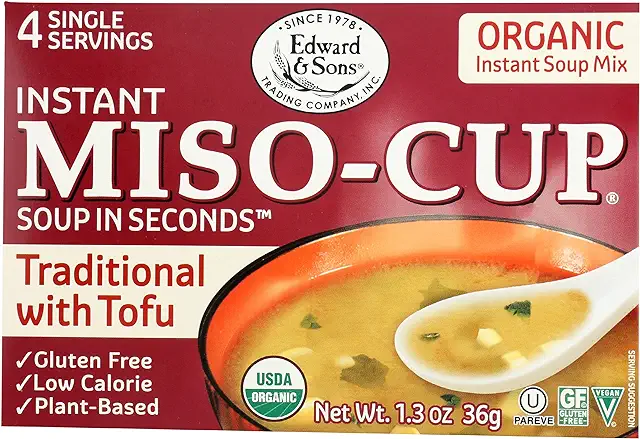 4 SINGLE
SERVINGS
• SINCE 1978 •
Edward
& Sons®
TRADING COMPANY, INC.
ORGANIC
Instant Soup Mix
INSTANT
MISO-CUP®
SOUP IN SECONDS™
Traditional
with Tofu
✓Gluten Free
✓Low Calorie
✓Plant-Based
USDA
ORGANIC
Net Wt. 1.3 oz 36g
U
PAREVE
GF
GLUTEN
-FREE-
VEGAN
V
SERVING SUGGESTION